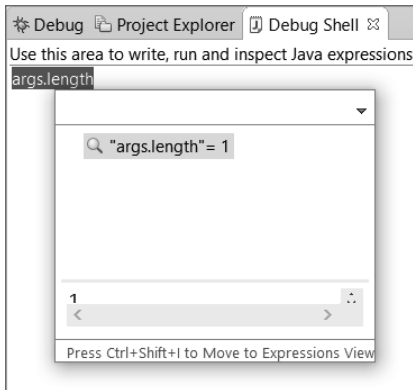 Debug Project Explorer Debug Shell
Use this area to write, run and inspect Java expressions
args.length
"args.length"= 1
1
Press Ctrl+Shift+I to Move to Expressions View